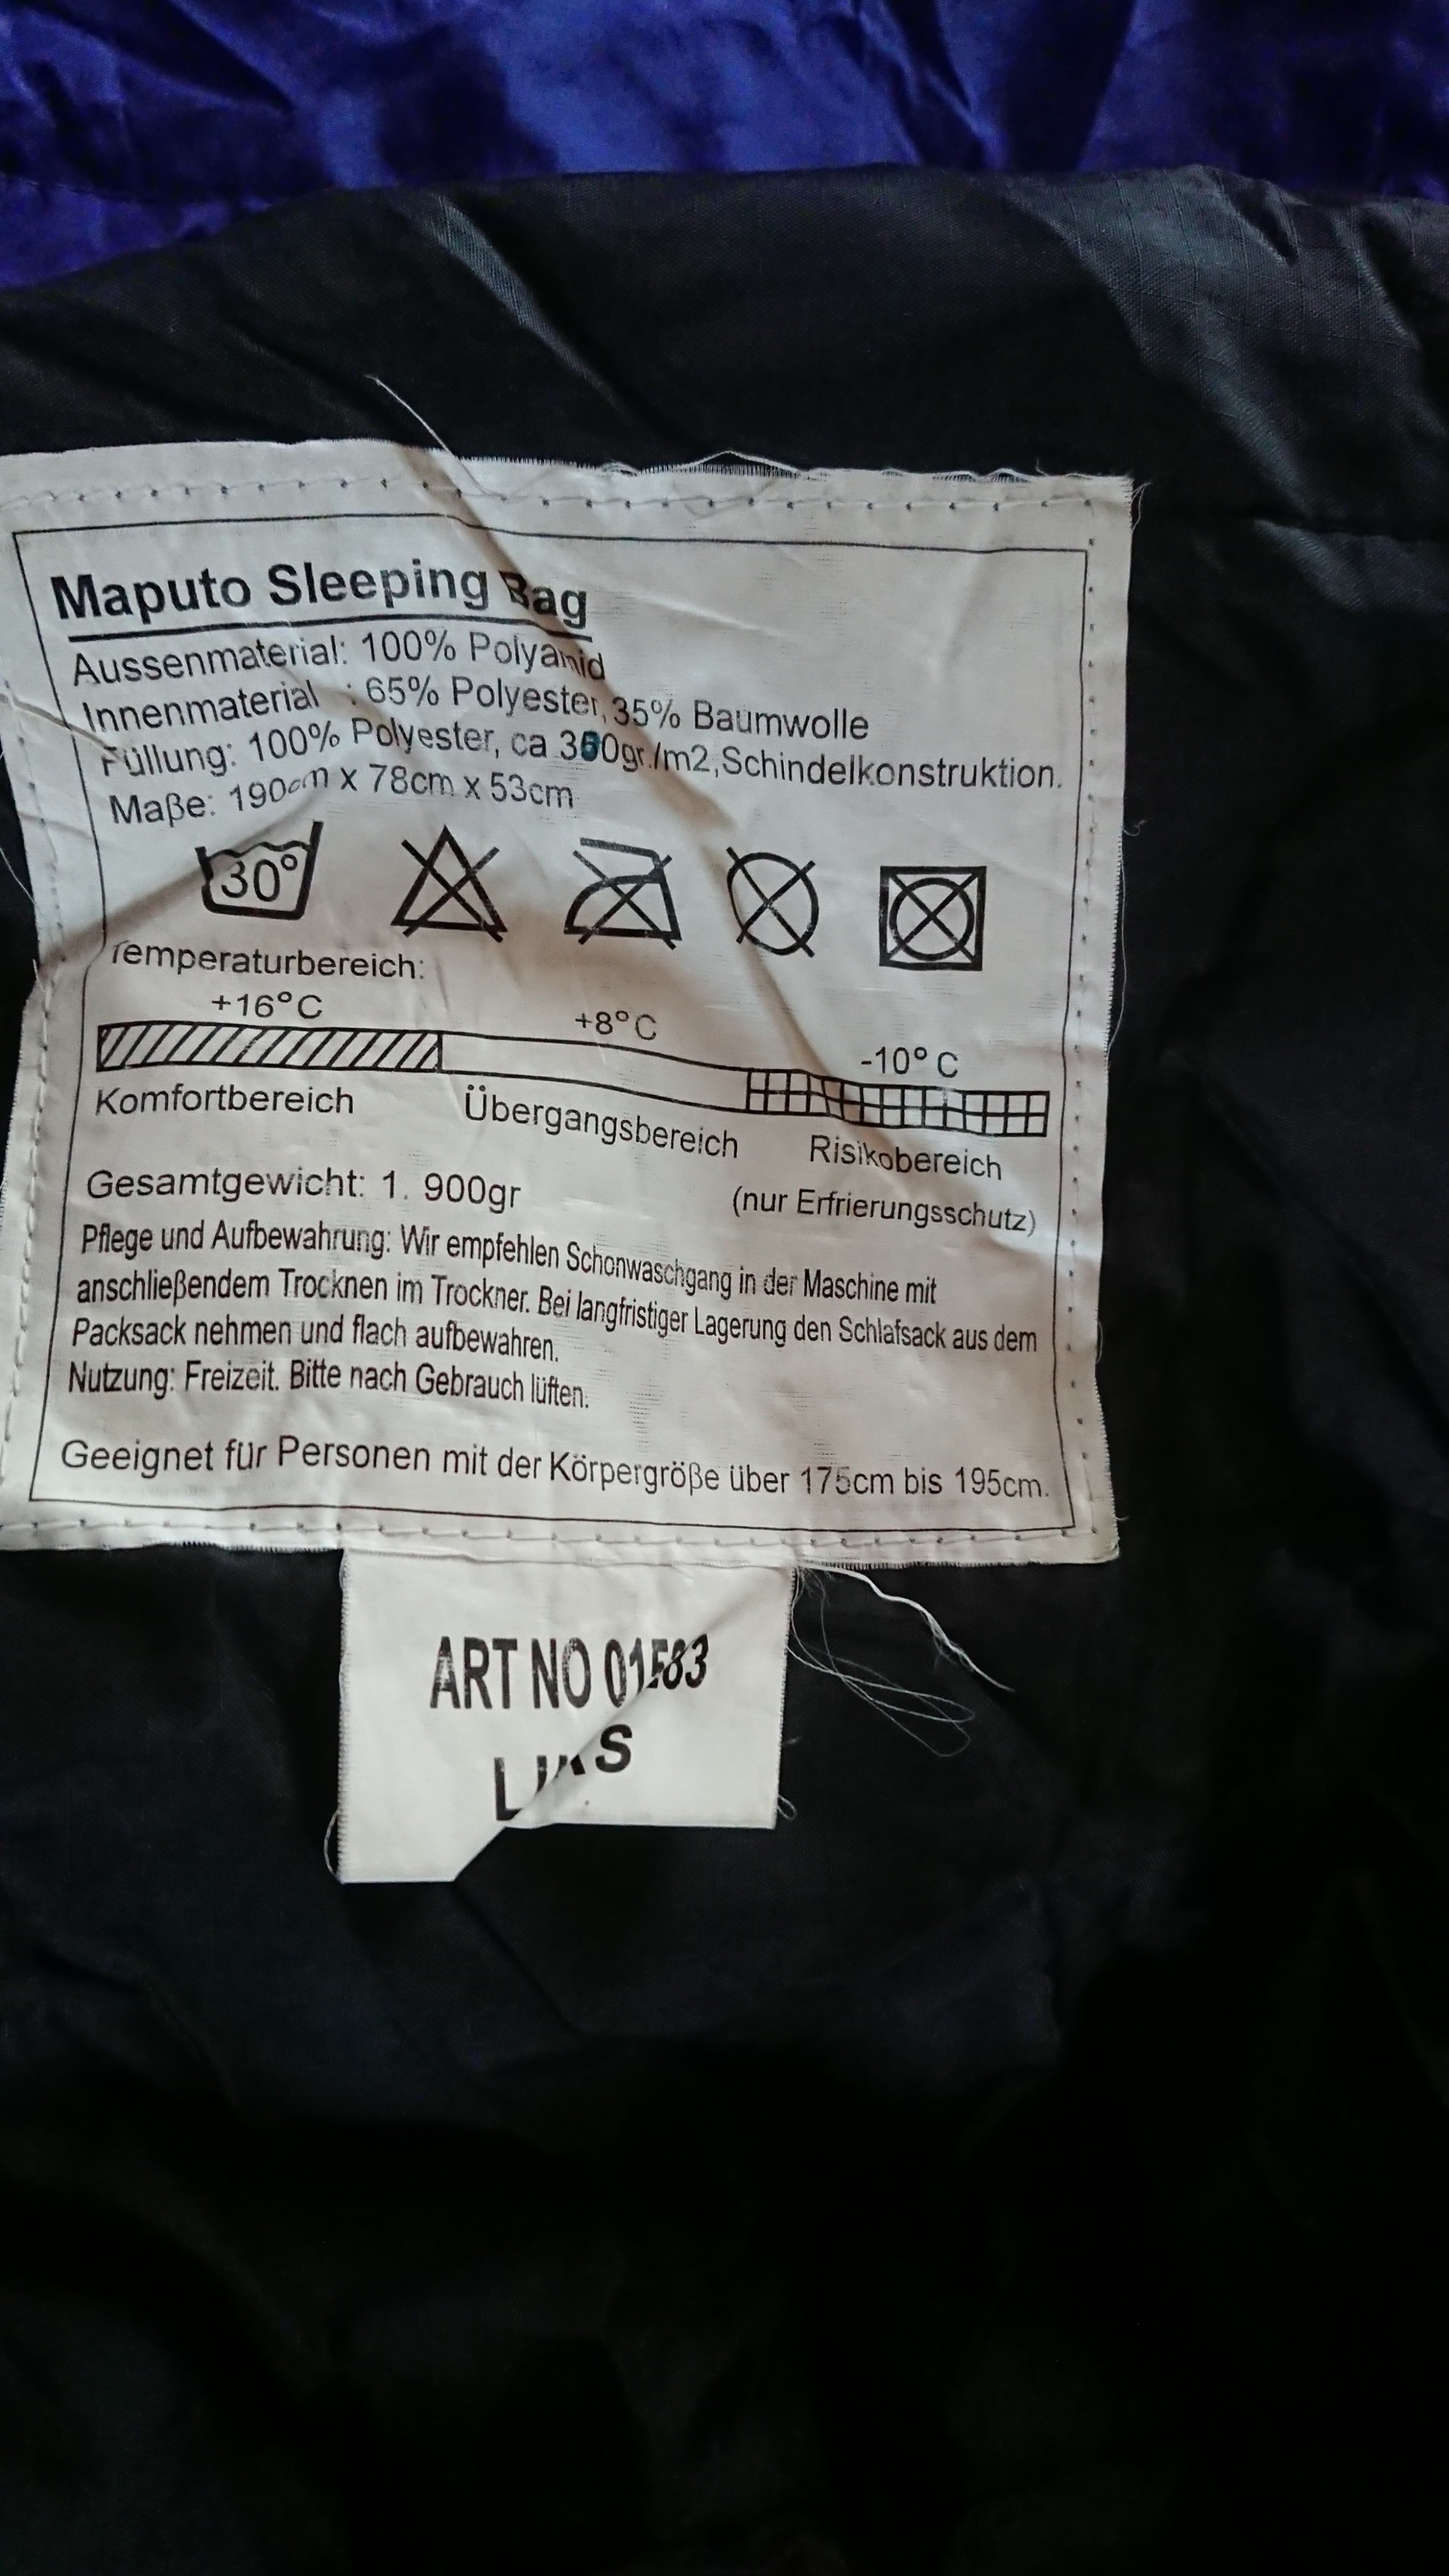 Maputo Sleeping Bag
Aussenmaterial: 100% Polyamid
Innenmaterial : 65% Polyester, 35% Baumwolle
Füllung: 100% Polyester, ca gr./m2,Schindelkonstruktion.
Maße: 190cm x 78cm x 53cm
30°
Temperaturbereich:
+16°C +8°C -10°C
Komfortbereich Übergangsbereich Risikobereich
Gesamtgewicht: 1. 900gr (nur Erfrierungsschutz)
Pflege und Aufbewahrung: Wir empfehlen Schonwaschgang in der Maschine mit
anschließendem Trocknen im Trockner. Bei langfristiger Lagerung den Schlafsack aus dem
Packsack nehmen und flach aufbewahren.
Nutzung: Freizeit. Bitte nach Gebrauch lüften.
Geeignet für Personen mit der Körpergröße über 175cm bis 195cm.
ART NO 01583